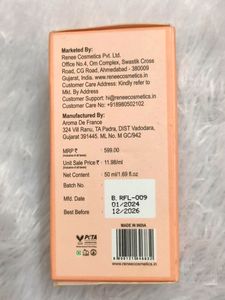 Marketed By:
Renee Cosmetics Pvt. Ltd.
Office No.4, Om Complex, Swastik Cross
Road, CG Road, Ahmedabad - 380009
Gujarat, India
www.reneecosmetics.in
Customer Care Address: Kindly refer to
Mkt. By Address
Customer Support: hi@reneecosmetics.in
Customer Care No: +918980502102
Manufactured By:
Aroma De France
324 Vill Ranu, TA Padra, DIST Vadodara,
Gujarat - 391445. ML No. M GC/942
MRP ₹ : 599.00
Unit Sale Price ₹ : 11.98/ml
Net Content : 50 ml/1.69 fl.oz
Batch No.
B. RFL-009
Mfd. Date
01/2024
Best Before
12/2026
MADE IN INDIA
PeTA
www.reneecosmetics.in